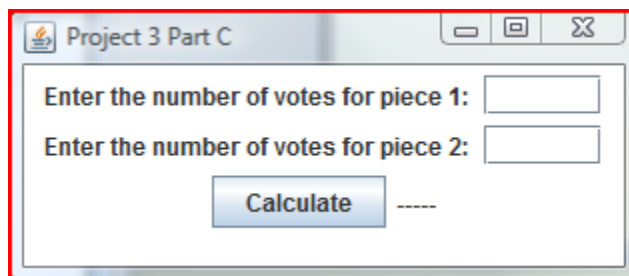 Project 3 Part C
Enter the number of votes for piece 1:
Enter the number of votes for piece 2:
Calculate -----